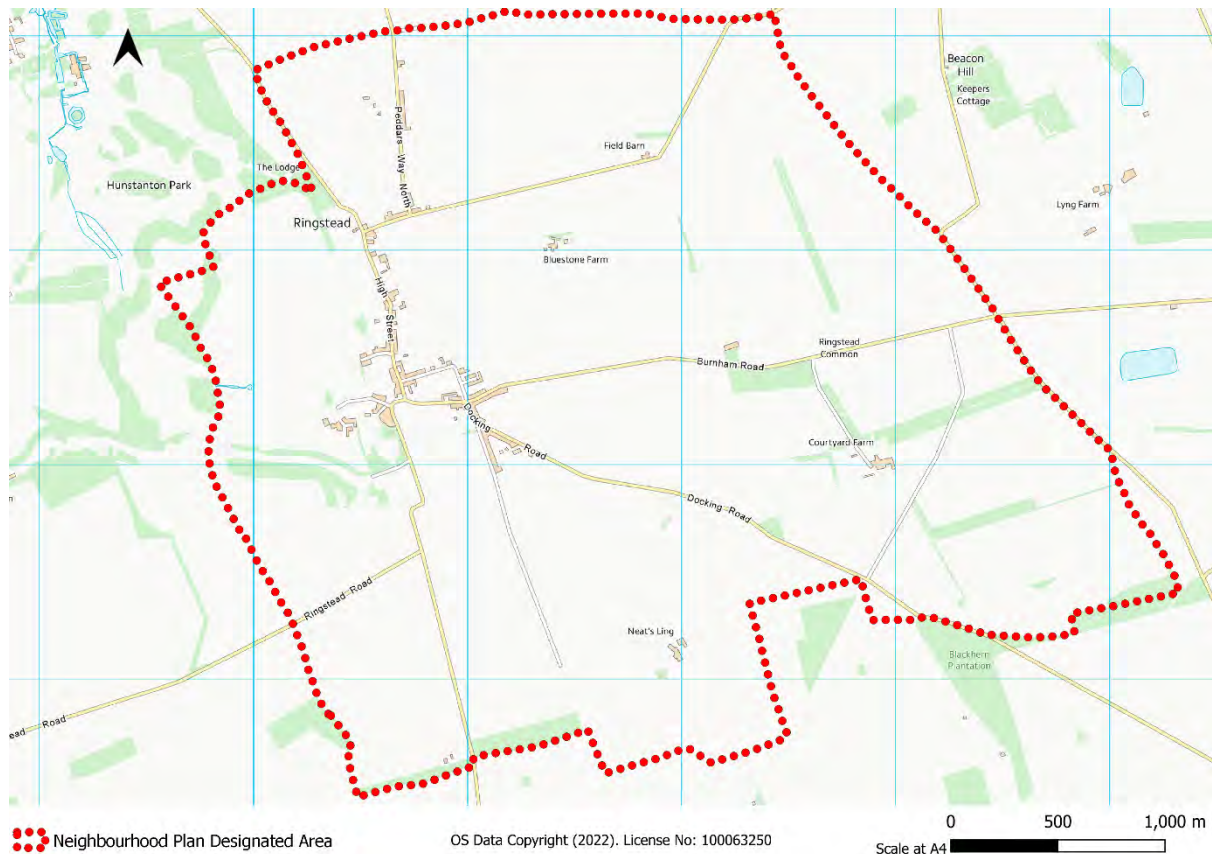 Beacon
Hill
Keepers
Cottage
Peddars Way North
Field Barn
The Lodge
Hunstanton Park
Lyng Farm
Ringstead
Bluestone Farm
High Street
Ringstead
Common
Burnham Road
Docking Road
Courtyard Farm
Docking Road
Ringstead Road
Neat's Ling
Blackhern
Plantation
ead Road
Neighbourhood Plan Designated Area
OS Data Copyright (2022). License No: 100063250
0 500 1,000 m
Scale at A4